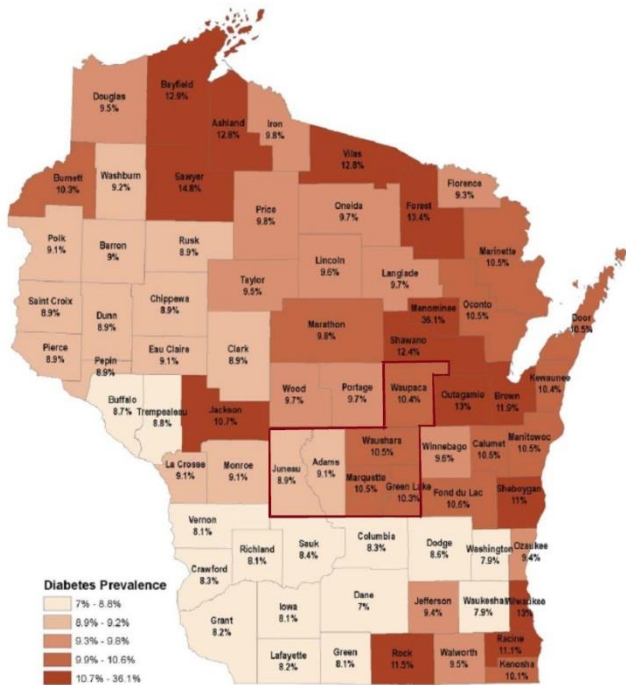 Bayfield
12.9%
Douglas
9.5%
Ashland
12.8%
Iron
9.8%
Vilas
12.8%
Burnett
10.3%
Washburn
9.2%
Sawyer
14.8%
Florence
9.3%
Price
9.8%
Oneida
9.7%
Forest
13.4%
Polk
9.1%
Barron
9%
Rusk
8.9%
Marinette
10.5%
Lincoln
9.6%
Langlade
9.7%
Taylor
9.5%
Saint Croix
8.9%
Dunn
8.9%
Chippewa
8.9%
Menominee
36.1%
Oconto
10.5%
Door
10.5%
Marathon
9.9%
Shawano
12.4%
Pierce
8.9%
Pepin
8.9%
Eau Claire
9.1%
Clark
8.9%
Kewaunee
10.4%
Buffalo
8.7%
Trempealeau
8.8%
Jackson
10.7%
Wood
9.7%
Portage
9.7%
Waupaca
10.4%
Outagamie
13%
Brown
11.9%
Waushara
10.5%
Winnebago
9.6%
Calumet
10.5%
Manitowoc
10.5%
La Crosse
9.1%
Monroe
9.1%
Juneau
8.9%
Adams
9.1%
Marquette
10.5%
Green Lake
10.3%
Fond du Lac
10.6%
Sheboygan
11%
Vernon
8.1%
Sauk
8.4%
Columbia
8.3%
Dodge
8.6%
Washington
7.9%
Ozaukee
9.4%
Richland
8.1%
Crawford
8.3%
Dane
7%
Jefferson
9.4%
Waukesha
7.9%
Milwaukee
13%
Iowa
8.1%
Grant
8.2%
Lafayette
8.2%
Green
8.1%
Rock
11.5%
Walworth
9.5%
Racine
11.1%
Kenosha
10.1%
Diabetes Prevalence
7% - 8.8%
8.9% - 9.2%
9.3% - 9.8%
9.9% - 10.6%
10.7% - 36.1%